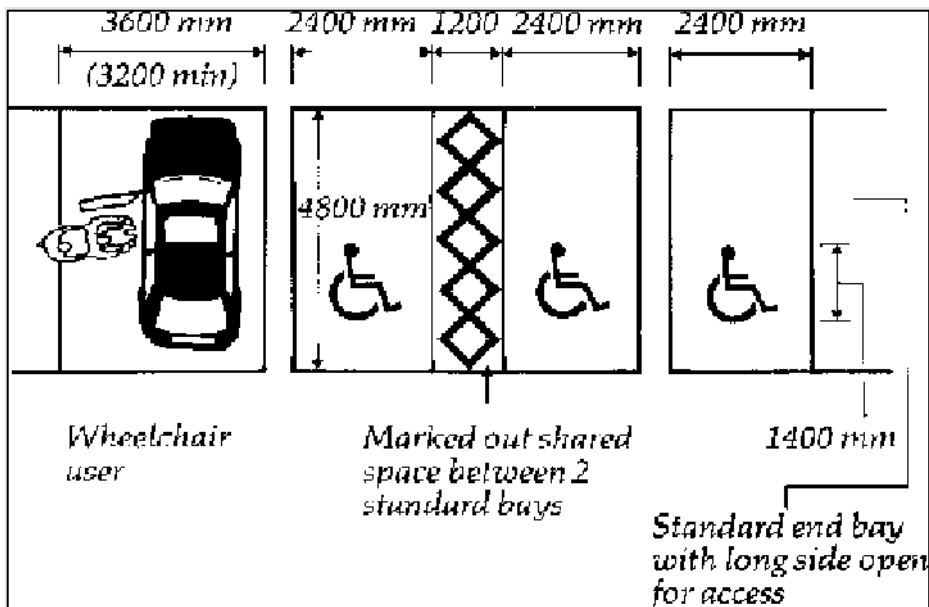 3600 mm
(3200 min)
2400 mm
1200
2400 mm
2400 mm
4800 mm
Wheelchair
user
Marked out shared
space between 2
standard bays
1400 mm
Standard end bay
with long side open
for access